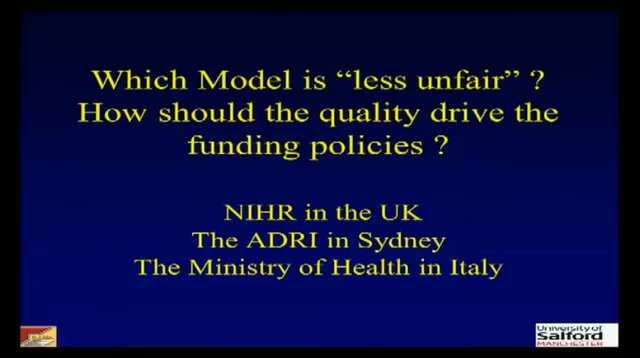 Which Model is “less unfair” ?
How should the quality drive the
funding policies ?
NIHR in the UK
The ADRI in Sydney
The Ministry of Health in Italy
University of
Salford
MANCHESTER